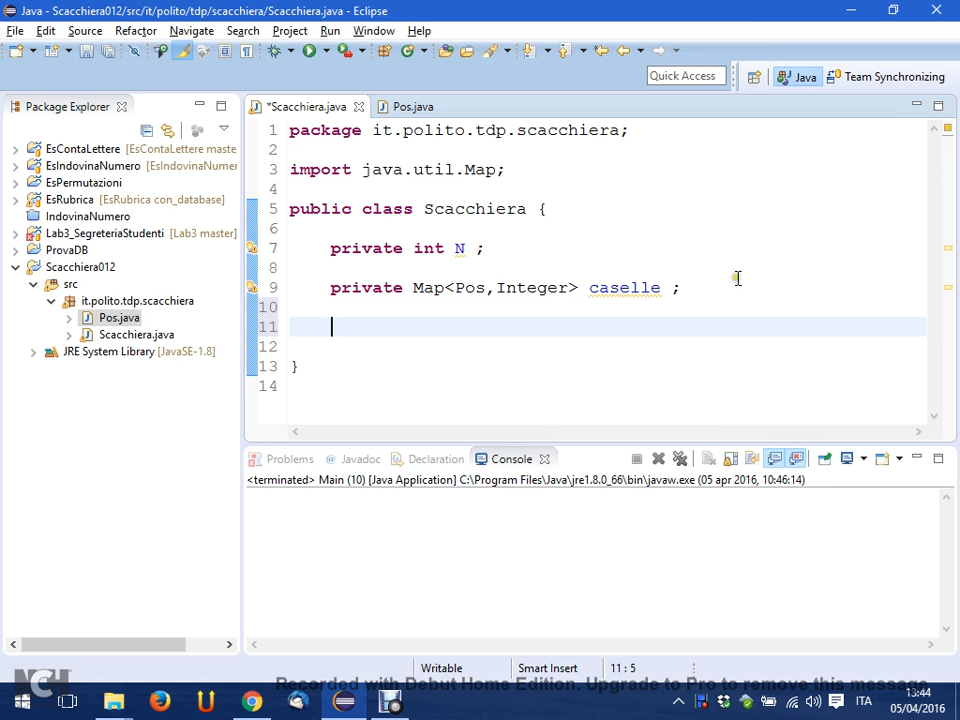 Java - Scacchiera012/src/it/polito/tdp/scacchiera/Scacchiera.java - Eclipse
File Edit Source Refactor Navigate Search Project Run Window Help
Quick Access
Java
Team Synchronizing
Package Explorer
EsContaLettere [EsContaLettere maste
EsIndovinaNumero [EsIndovinaNumer
EsPermutazioni
EsRubrica [EsRubrica con_database]
IndovinaNumero
Lab3_SegreteriaStudenti [Lab3 master]
ProvaDB
Scacchiera012
src
it.polito.tdp.scacchiera
Pos.java
Scacchiera.java
JRE System Library [JavaSE-1.8]
*Scacchiera.java
Pos.java
1 package it.polito.tdp.scacchiera;
2
3 import java.util.Map;
4
5 public class Scacchiera {
6
7 private int N ;
8
9 private Map<Pos,Integer> caselle ;
10
11
12
13 }
14
Problems @ Javadoc Declaration Console
<terminated> Main (10) [Java Application] C:\Program Files\Java\jre1.8.0_66\bin\javaw.exe (05 apr 2016, 10:46:14)
Writable Smart Insert 11 : 5
NCH
Recorded with Debut Home Edition. Upgrade to Pro to remove this message
ITA
13:44
05/04/2016